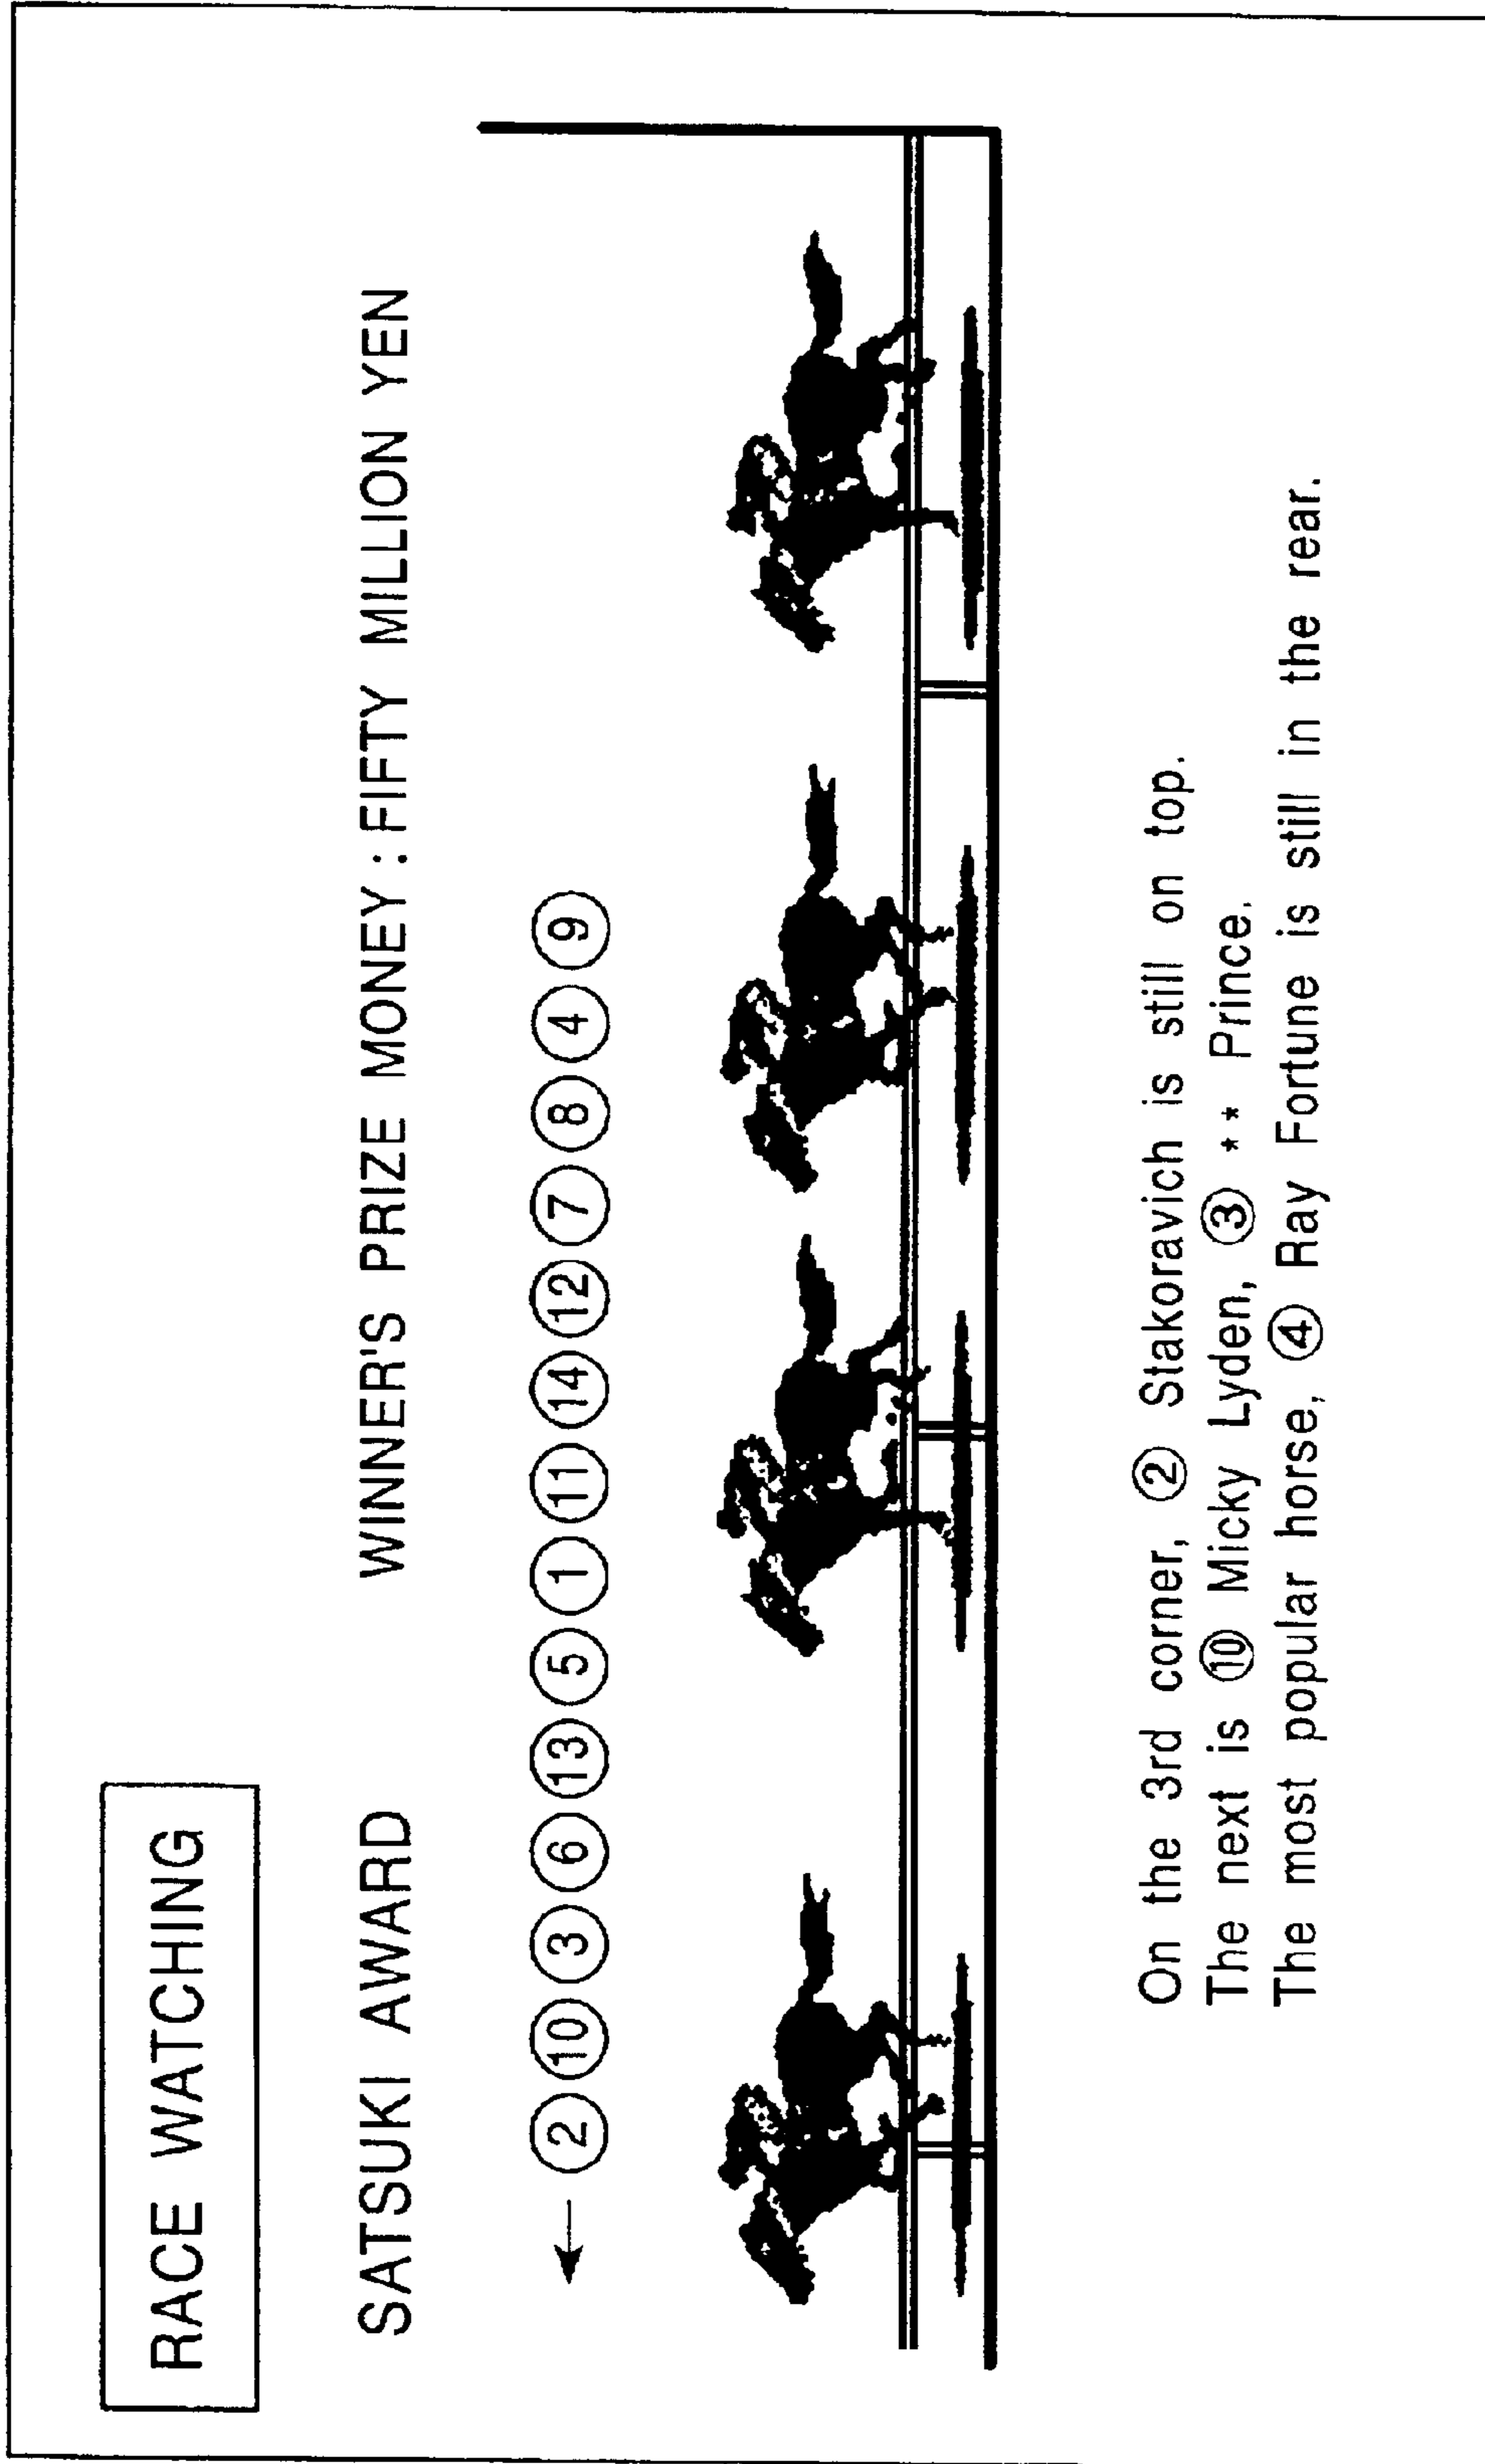 RACE WATCHING
SATSUKI AWARD WINNER'S PRIZE MONEY : FIFTY MILLION YEN
← ② ⑩ ③ ⑥ ⑬ ⑤ ① ⑪ ⑭ ⑫ ⑦ ⑧ ④ ⑨
On the 3rd corner, ② Stakoravich is still on top.
The next is ⑩ Micky Lyden, ③ ** Prince.
The most popular horse, ④ Ray Fortune is still in the rear.